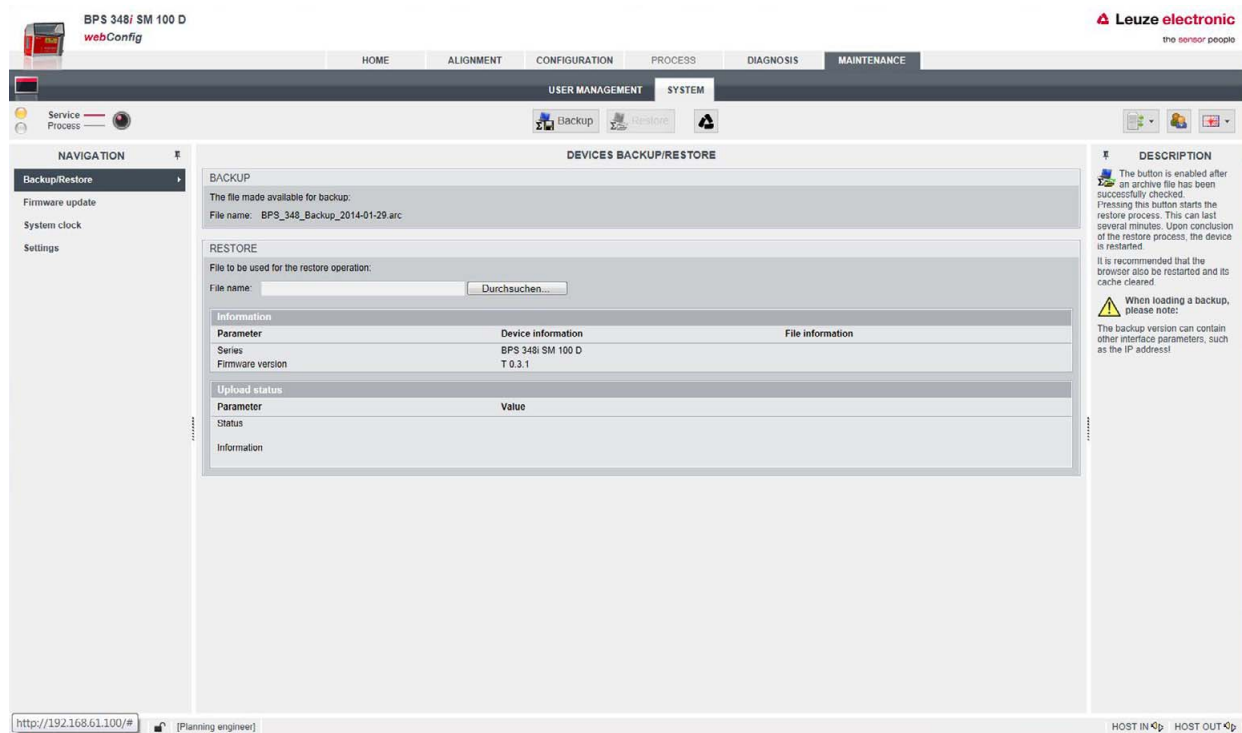 BPS 348i SM 100 D
webConfig
Leuze electronic
the sensor people
HOME ALIGNMENT CONFIGURATION PROCESS DIAGNOSIS MAINTENANCE
USER MANAGEMENT SYSTEM
Service
Process
Backup Restore
NAVIGATION
Backup/Restore
Firmware update
System clock
Settings
DEVICES BACKUP/RESTORE
BACKUP
The file made available for backup:
File name: BPS_348_Backup_2014-01-29.arc
RESTORE
File to be used for the restore operation:
File name: Durchsuchen...
Information
Parameter Device information File information
Series BPS 348i SM 100 D
Firmware version T 0.3.1
Upload status
Parameter Value
Status
Information
DESCRIPTION
The button is enabled after
an archive file has been
successfully checked.
Pressing this button starts the
restore process. This can last
several minutes. Upon conclusion
of the restore process, the device
is restarted.
It is recommended that the
browser also be restarted and its
cache cleared.
When loading a backup,
please note:
The backup version can contain
other interface parameters, such
as the IP address!
http://192.168.61.100/# [Planning engineer] HOST IN HOST OUT